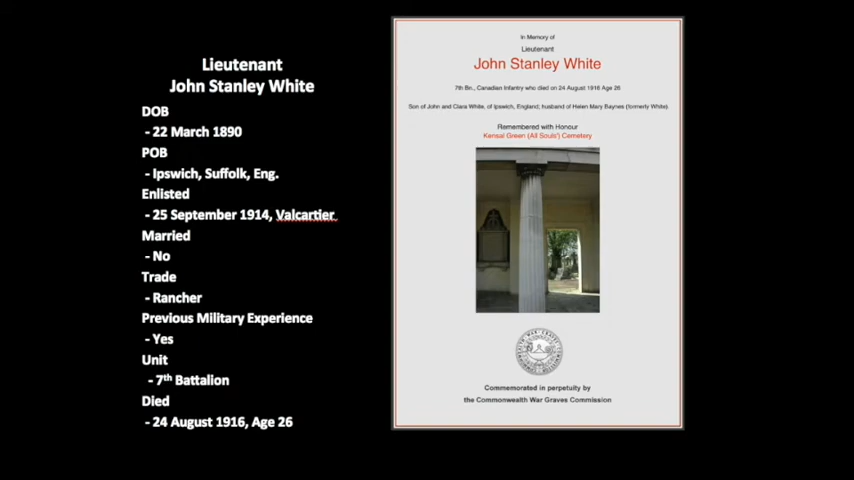 Lieutenant
John Stanley White
DOB
- 22 March 1890
POB
- Ipswich, Suffolk, Eng.
Enlisted
- 25 September 1914, Valcartier
Married
- No
Trade
- Rancher
Previous Military Experience
- Yes
Unit
- 7th Battalion
Died
- 24 August 1916, Age 26
In Memory of
Lieutenant
John Stanley White
7th Bn., Canadian Infantry who died on 24 August 1916 Age 26
Son of John and Clara White, of Ipswich, England; husband of Helen Mary Baynes (formerly White).
Remembered with Honour
Kensal Green (All Souls') Cemetery
Commemorated in perpetuity by
the Commonwealth War Graves Commission